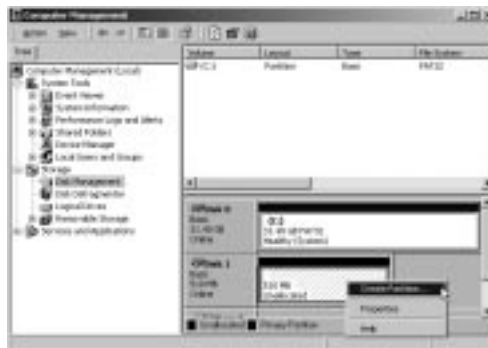 Computer Management
Action View
Tree
Volume Layout Type File System
(C:) Partition Basic FAT32
Computer Management (Local)
System Tools
Event Viewer
System Information
Performance Logs and Alerts
Shared Folders
Device Manager
Local Users and Groups
Storage
Disk Management
Disk Defragmenter
Logical Drives
Removable Storage
Services and Applications
Disk 0
Basic
Online
(C:)
Healthy (System)
Disk 1
Basic
Online
Unallocated
Create Partition...
Properties
Help
Unallocated Primary Partition